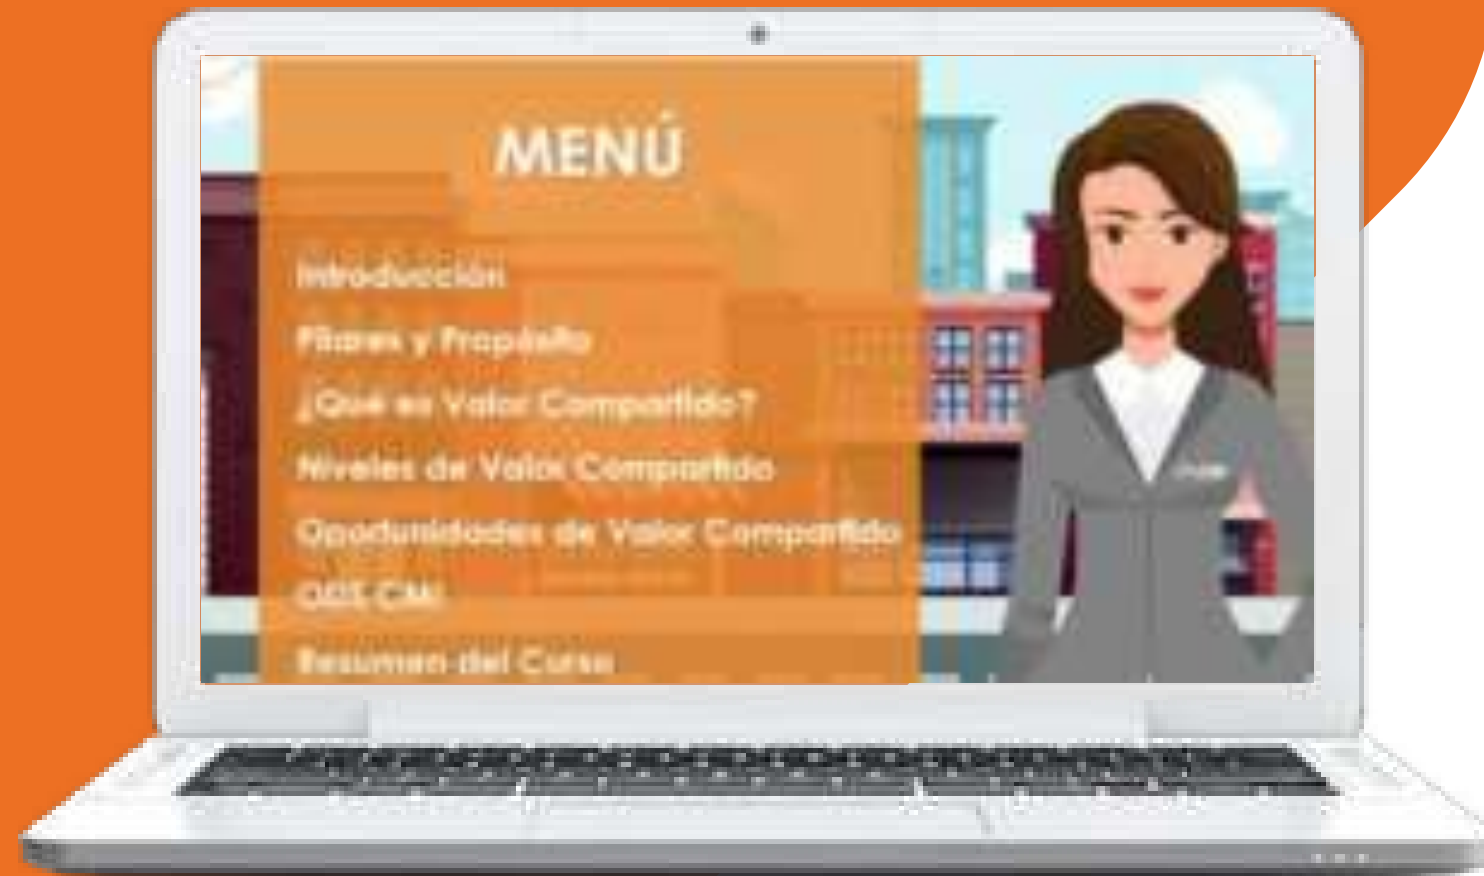 MENÚ
Introducción
Pilares y Propósito
¿Qué es Valor Compartido?
Niveles de Valor Compartido
Oportunidades de Valor Compartido
Resumen del Curso